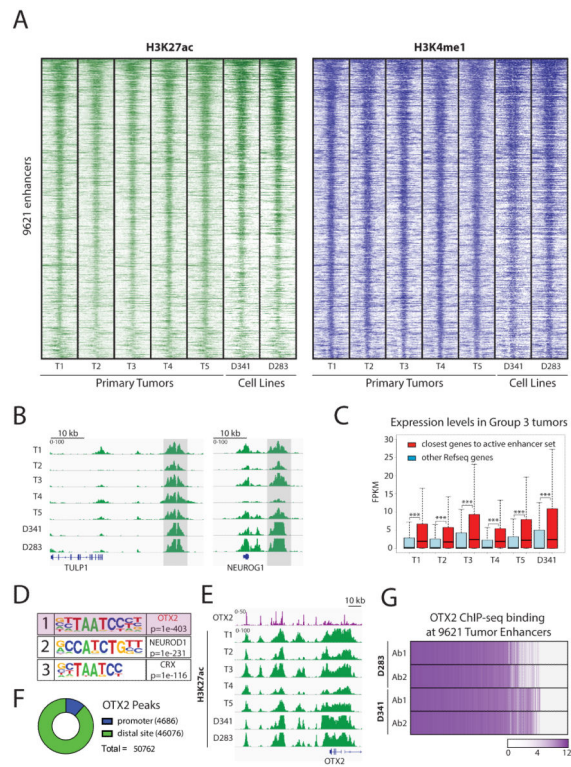 A
H3K27ac
H3K4me1
9621 enhancers
T1 T2 T3 T4 T5 D341 D283
T1 T2 T3 T4 T5 D341 D283
Primary Tumors Cell Lines
Primary Tumors Cell Lines
B
10 kb
0-100
10 kb
0-100
T1
T2
T3
T4
T5
D341
D283
TULP1
NEUROG1
C
Expression levels in Group 3 tumors
closest genes to active enhancer set
other Refseq genes
FPKM
30
25
20
15
10
5
0
*** *** *** *** *** ***
T1 T2 T3 T4 T5 D341
D
1 TAATCC OTX2
p=1e-403
2 CCATCTGTT NEUROD1
p=1e-231
3 TAATCC CRX
p=1e-116
E
10 kb
0-50
OTX2
0-100
H3K27ac
T1
T2
T3
T4
T5
D341
D283
OTX2
F
OTX2 Peaks
promoter (4686)
distal site (46076)
Total = 50762
G
OTX2 ChIP-seq binding
at 9621 Tumor Enhancers
D283
Ab1
Ab2
D341
Ab1
Ab2
0 4 8 12